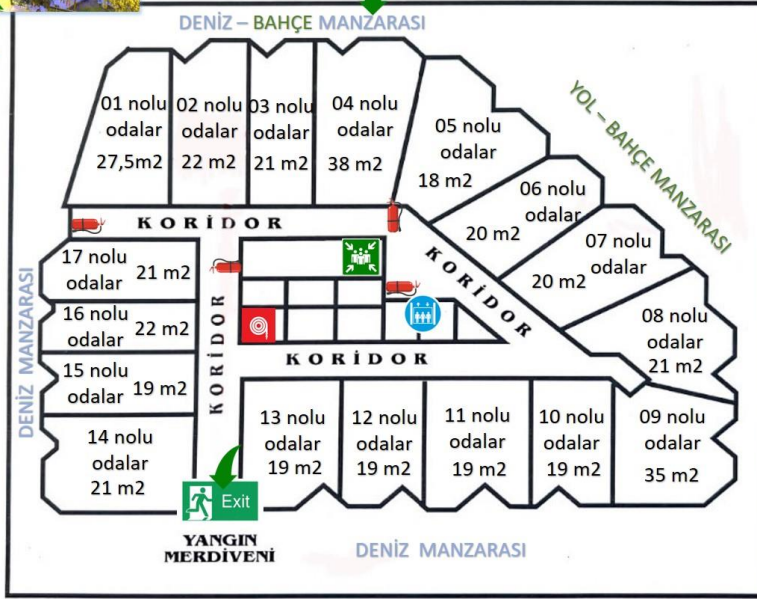 DENİZ – BAHÇE MANZARASI
YOL – BAHÇE MANZARASI
01 nolu
odalar
27,5m2
02 nolu
odalar
22 m2
03 nolu
odalar
21 m2
04 nolu
odalar
38 m2
05 nolu
odalar
18 m2
06 nolu
odalar
20 m2
07 nolu
odalar
20 m2
08 nolu
odalar
21 m2
KORİDOR
KORİDOR
KORİDOR
KORİDOR
DENİZ MANZARASI
17 nolu
odalar
21 m2
16 nolu
odalar
22 m2
15 nolu
odalar
19 m2
14 nolu
odalar
21 m2
13 nolu
odalar
19 m2
12 nolu
odalar
19 m2
11 nolu
odalar
19 m2
10 nolu
odalar
19 m2
09 nolu
odalar
35 m2
Exit
YANGIN
MERDİVENİ
DENİZ MANZARASI